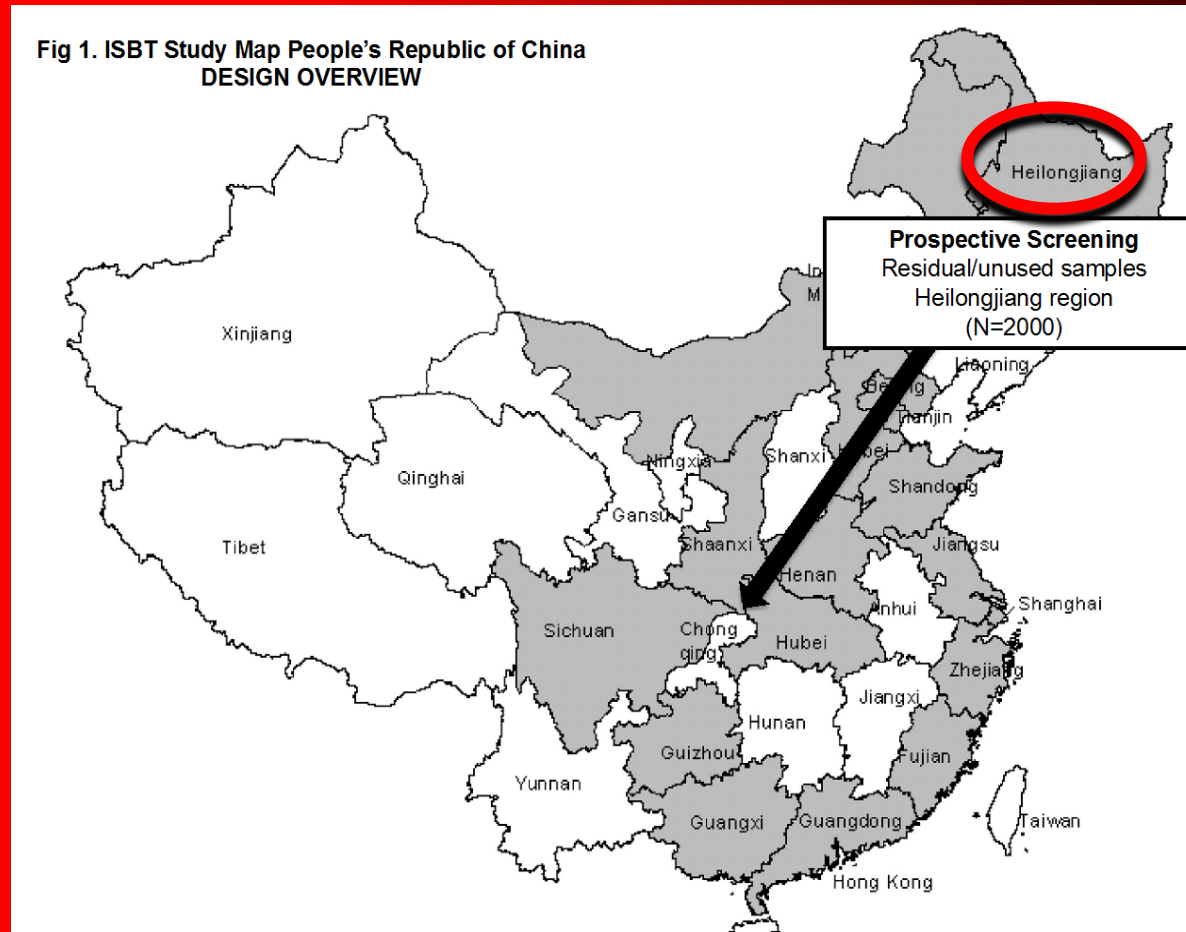 Fig 1. ISBT Study Map People's Republic of China
DESIGN OVERVIEW
Heilongjiang
Prospective Screening
Residual/unused samples
Heilongjiang region
(N=2000)
In
M
Xinjiang
Liaoning
Tianjin
Ningxia
Shanxi
Qinghai
Shandong
Gansu
Tibet
Shaanxi
Jiangsu
Henan
Shanghai
Sichuan
Chong
qing
Hubei
Zhejiang
Jiangxi
Hunan
Guizhou
Fujian
Yunnan
Guangxi
Guangdong
Taiwan
Hong Kong